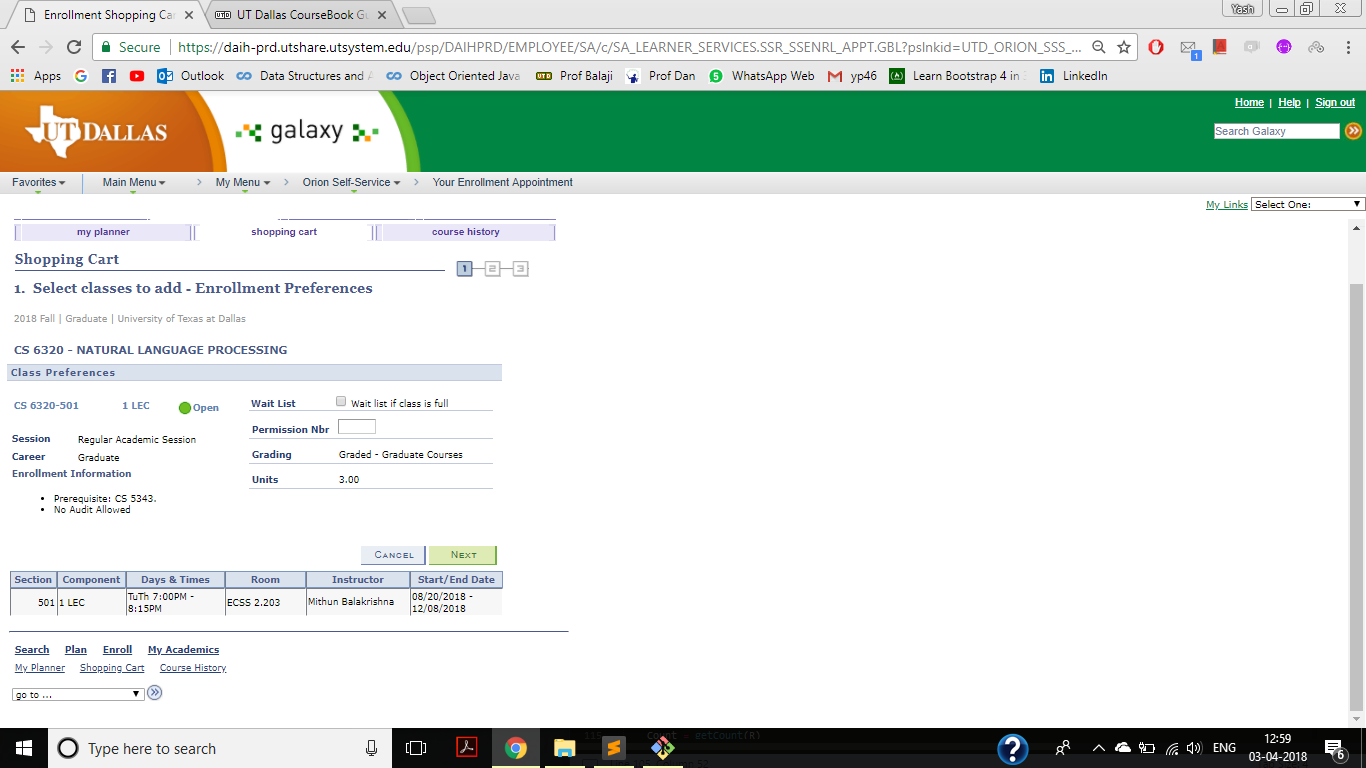 Enrollment Shopping Ca
UTD UT Dallas CourseBook Gu
Yash
Secure https://daih-prd.utshare.utsystem.edu/psp/DAIHPRD/EMPLOYEE/SA/c/SA_LEARNER_SERVICES.SSR_SSENRL_APPT.GBL?pslnkid=UTD_ORION_SSS_...
1
Apps Outlook Data Structures and A Object Oriented Java UTD Prof Balaji Prof Dan 5 WhatsApp Web yp46 Learn Bootstrap 4 in LinkedIn
Home | Help | Sign out
UT DALLAS galaxy
Search Galaxy
Favorites Main Menu My Menu Orion Self-Service Your Enrollment Appointment
My Links Select One:
my planner shopping cart course history
Shopping Cart
1 2 3
1. Select classes to add - Enrollment Preferences
2018 Fall | Graduate | University of Texas at Dallas
CS 6320 - NATURAL LANGUAGE PROCESSING
Class Preferences
CS 6320-501 1 LEC Open
Wait List Wait list if class is full
Permission Nbr
Session Regular Academic Session
Grading Graded - Graduate Courses
Career Graduate
Enrollment Information
Units 3.00
• Prerequisite: CS 5343.
• No Audit Allowed
CANCEL NEXT
Section Component Days & Times Room Instructor Start/End Date
501 1 LEC TuTh 7:00PM - 8:15PM ECSS 2.203 Mithun Balakrishna 08/20/2018 - 12/08/2018
Search Plan Enroll My Academics
My Planner Shopping Cart Course History
go to ...
Type here to search
Count = getCount(R)
ENG
12:59
03-04-2018
6